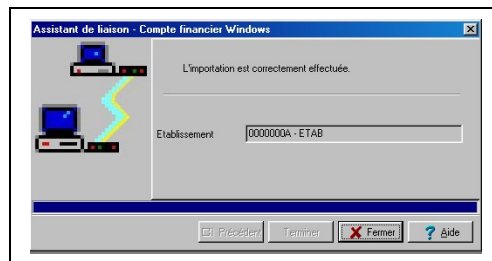 Assistant de liaison - Compte financier Windows
L'importation est correctement effectuée.
Etablissement 0000000A - ETAB
Précédent Terminer Fermer ? Aide